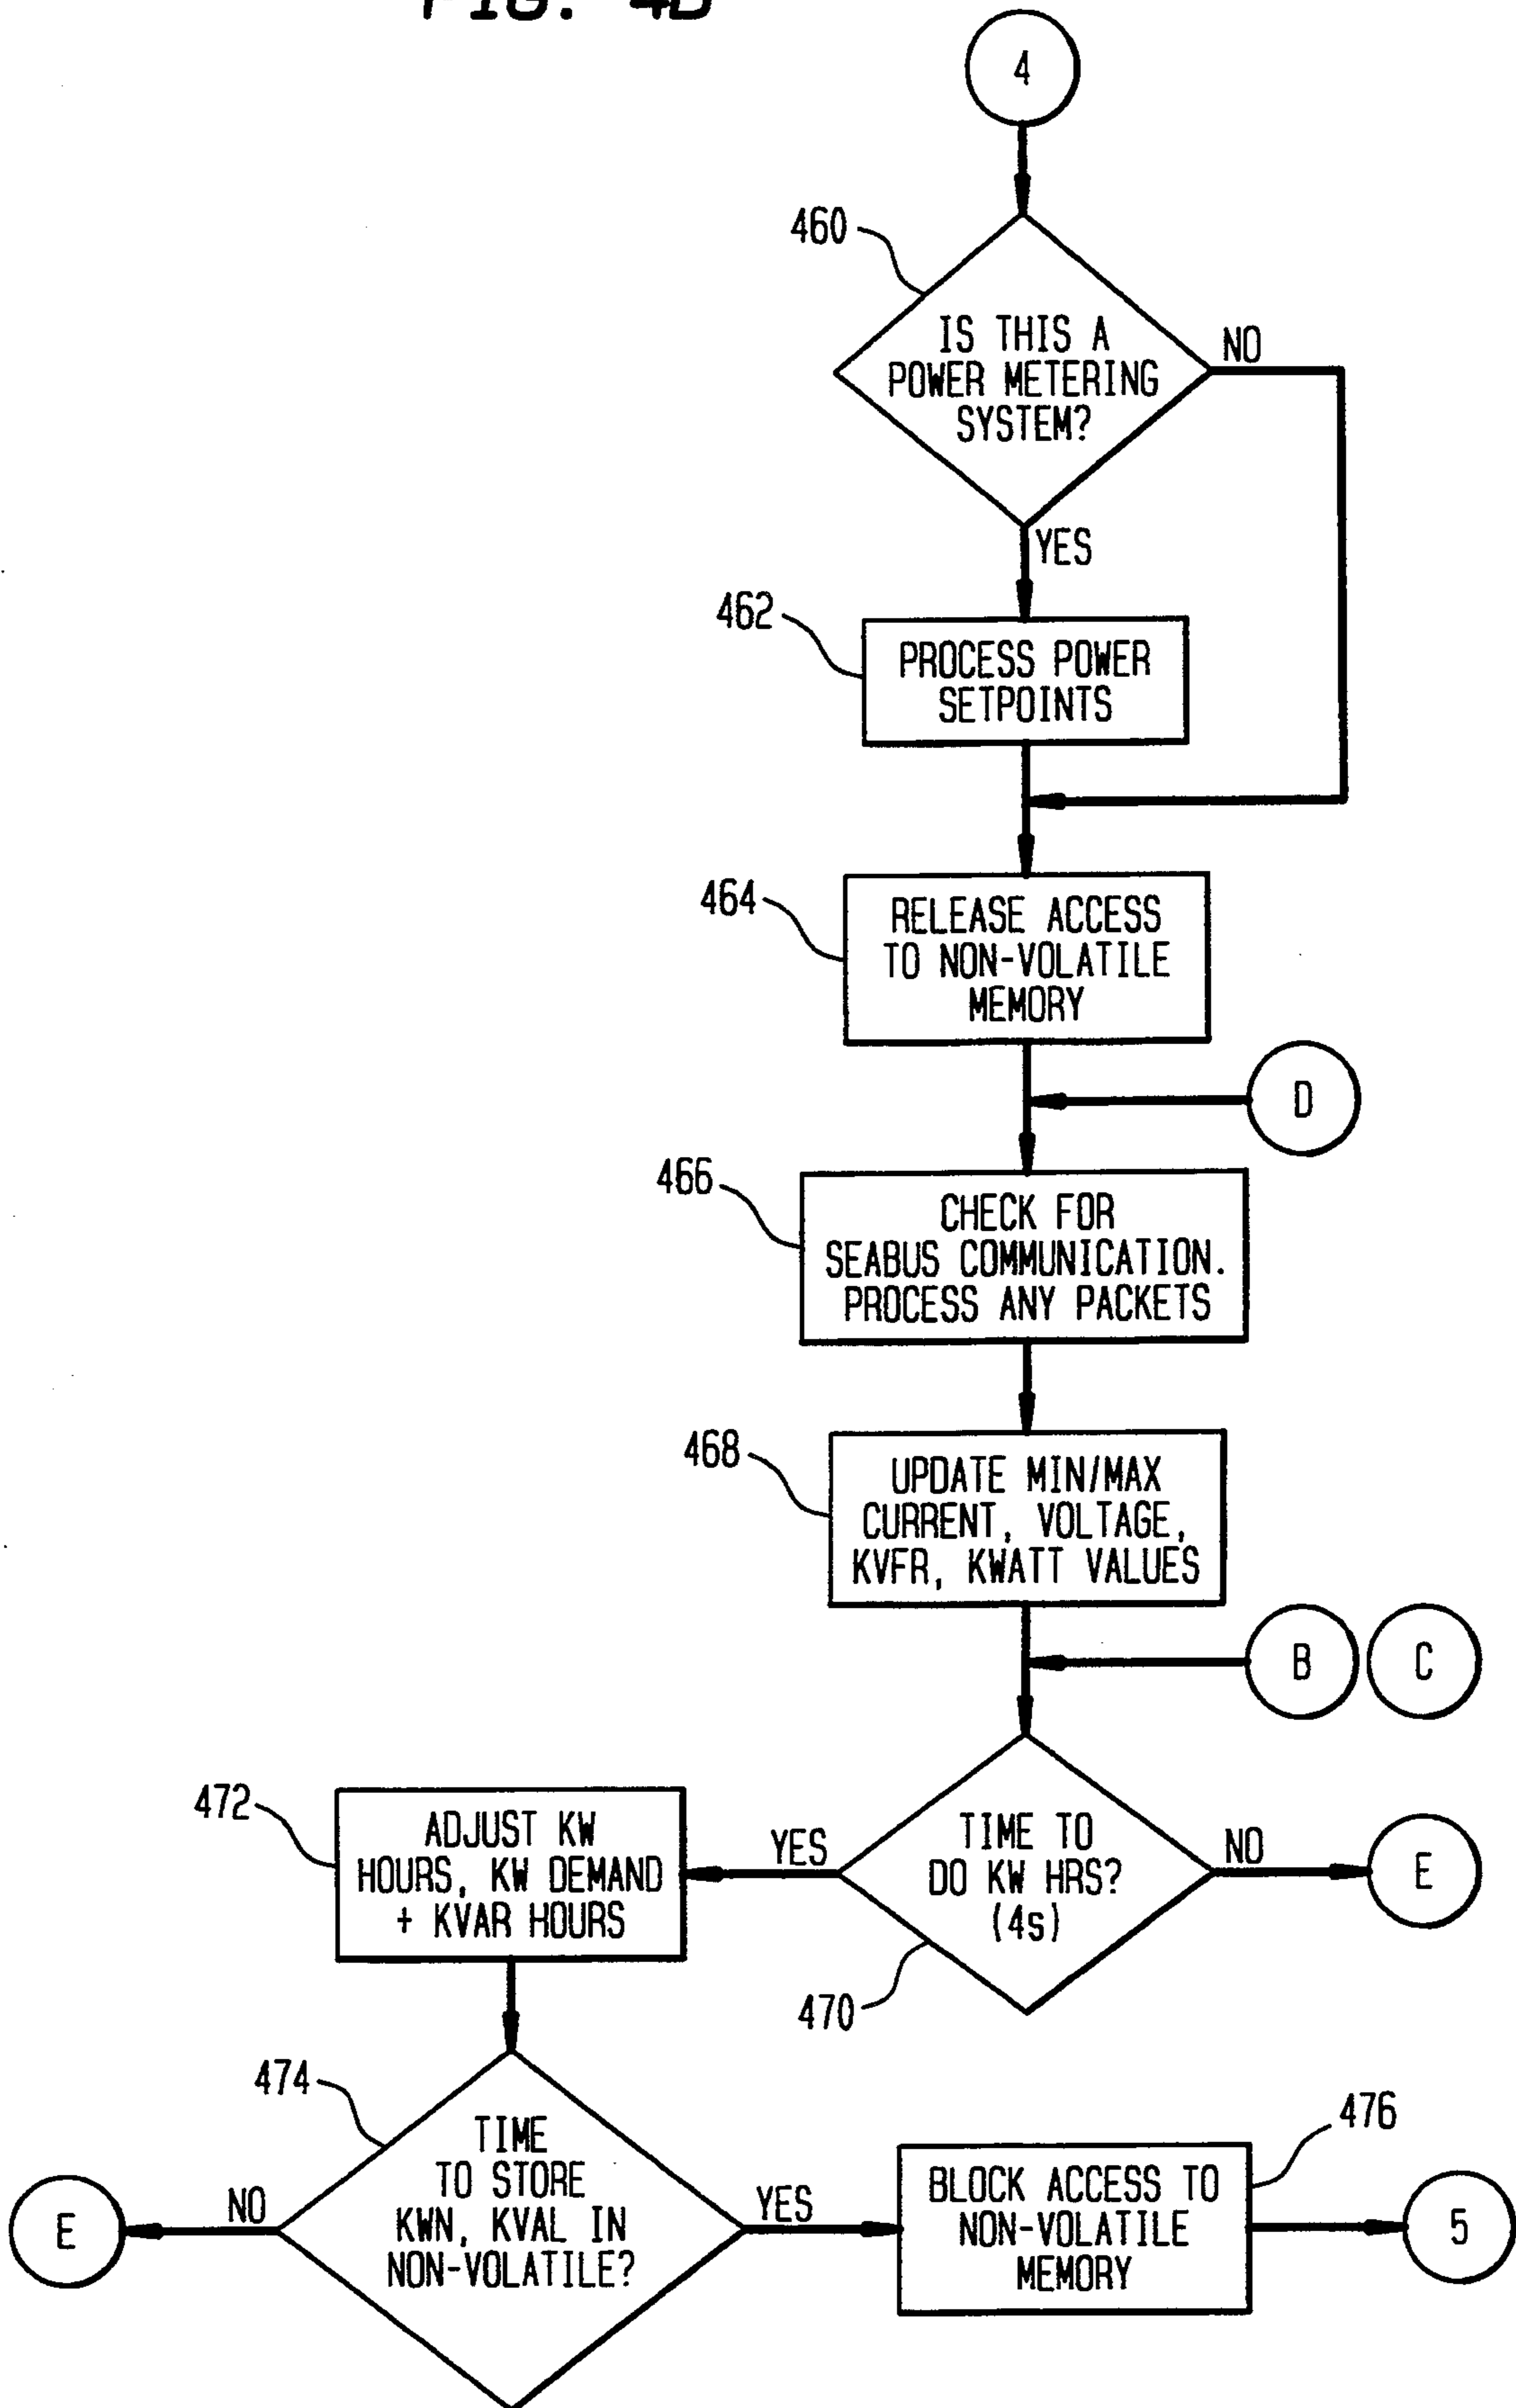 FIG. 4D
4
460
IS THIS A
POWER METERING
SYSTEM?
NO
YES
462
PROCESS POWER
SETPOINTS
464
RELEASE ACCESS
TO NON-VOLATILE
MEMORY
D
466
CHECK FOR
SEABUS COMMUNICATION.
PROCESS ANY PACKETS
468
UPDATE MIN/MAX
CURRENT, VOLTAGE,
KVFR, KWATT VALUES
B
C
472
ADJUST KW
HOURS, KW DEMAND
+ KVAR HOURS
YES
TIME TO
DO KW HRS?
(4s)
NO
E
470
474
TIME
TO STORE
KWN, KVAL IN
NON-VOLATILE?
NO
E
YES
476
BLOCK ACCESS TO
NON-VOLATILE
MEMORY
5